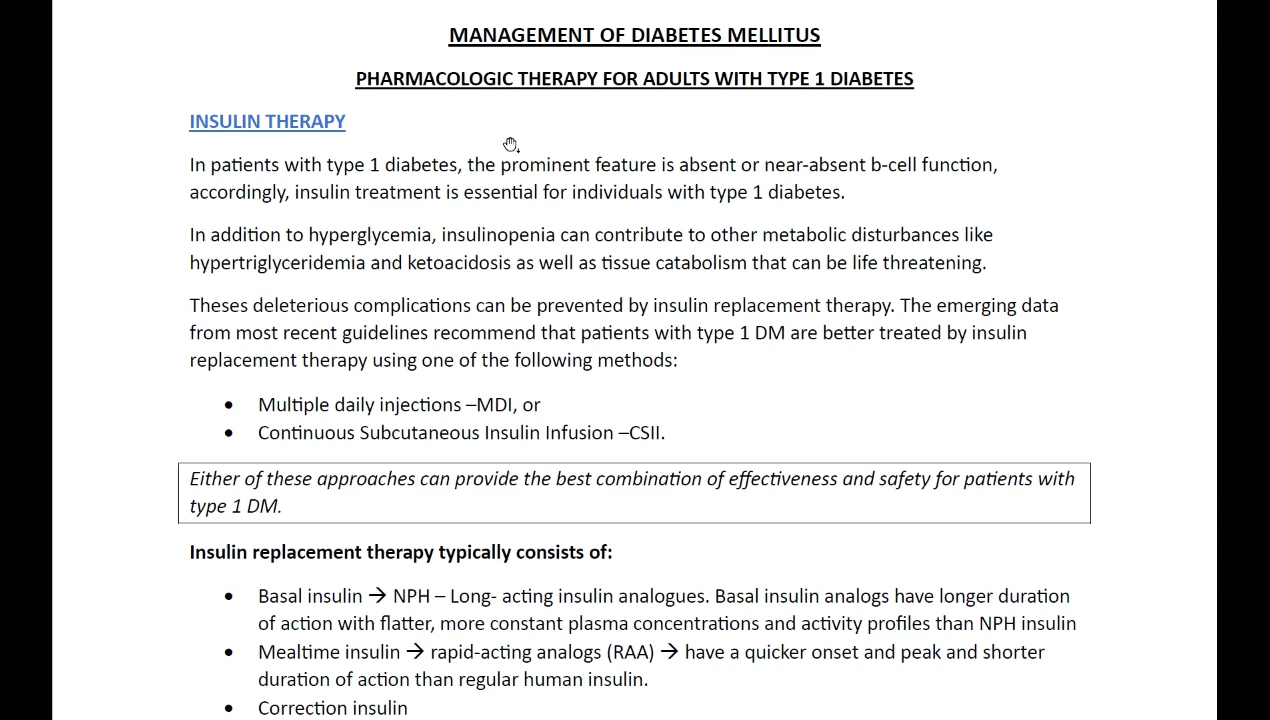 MANAGEMENT OF DIABETES MELLITUS
PHARMACOLOGIC THERAPY FOR ADULTS WITH TYPE 1 DIABETES
INSULIN THERAPY
In patients with type 1 diabetes, the prominent feature is absent or near-absent b-cell function,
accordingly, insulin treatment is essential for individuals with type 1 diabetes.
In addition to hyperglycemia, insulinopenia can contribute to other metabolic disturbances like
hypertriglyceridemia and ketoacidosis as well as tissue catabolism that can be life threatening.
Theses deleterious complications can be prevented by insulin replacement therapy. The emerging data
from most recent guidelines recommend that patients with type 1 DM are better treated by insulin
replacement therapy using one of the following methods:
• Multiple daily injections –MDI, or
• Continuous Subcutaneous Insulin Infusion –CSII.
Either of these approaches can provide the best combination of effectiveness and safety for patients with
type 1 DM.
Insulin replacement therapy typically consists of:
• Basal insulin → NPH – Long- acting insulin analogues. Basal insulin analogs have longer duration
of action with flatter, more constant plasma concentrations and activity profiles than NPH insulin
• Mealtime insulin → rapid-acting analogs (RAA) → have a quicker onset and peak and shorter
duration of action than regular human insulin.
• Correction insulin